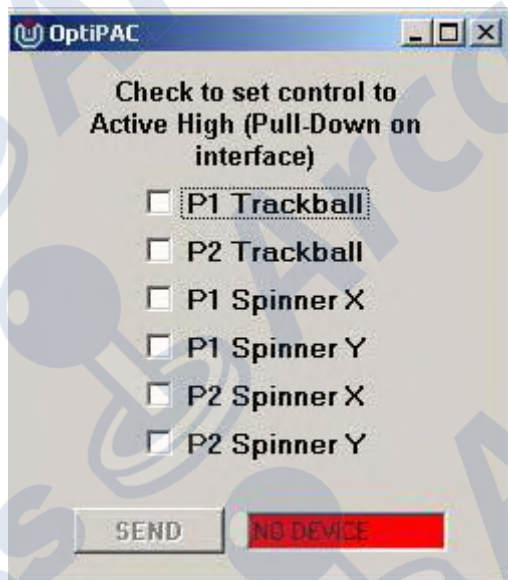 OptiPAC
Check to set control to
Active High (Pull-Down on
interface)
P1 Trackball
P2 Trackball
P1 Spinner X
P1 Spinner Y
P2 Spinner X
P2 Spinner Y
SEND
NO DEVICE